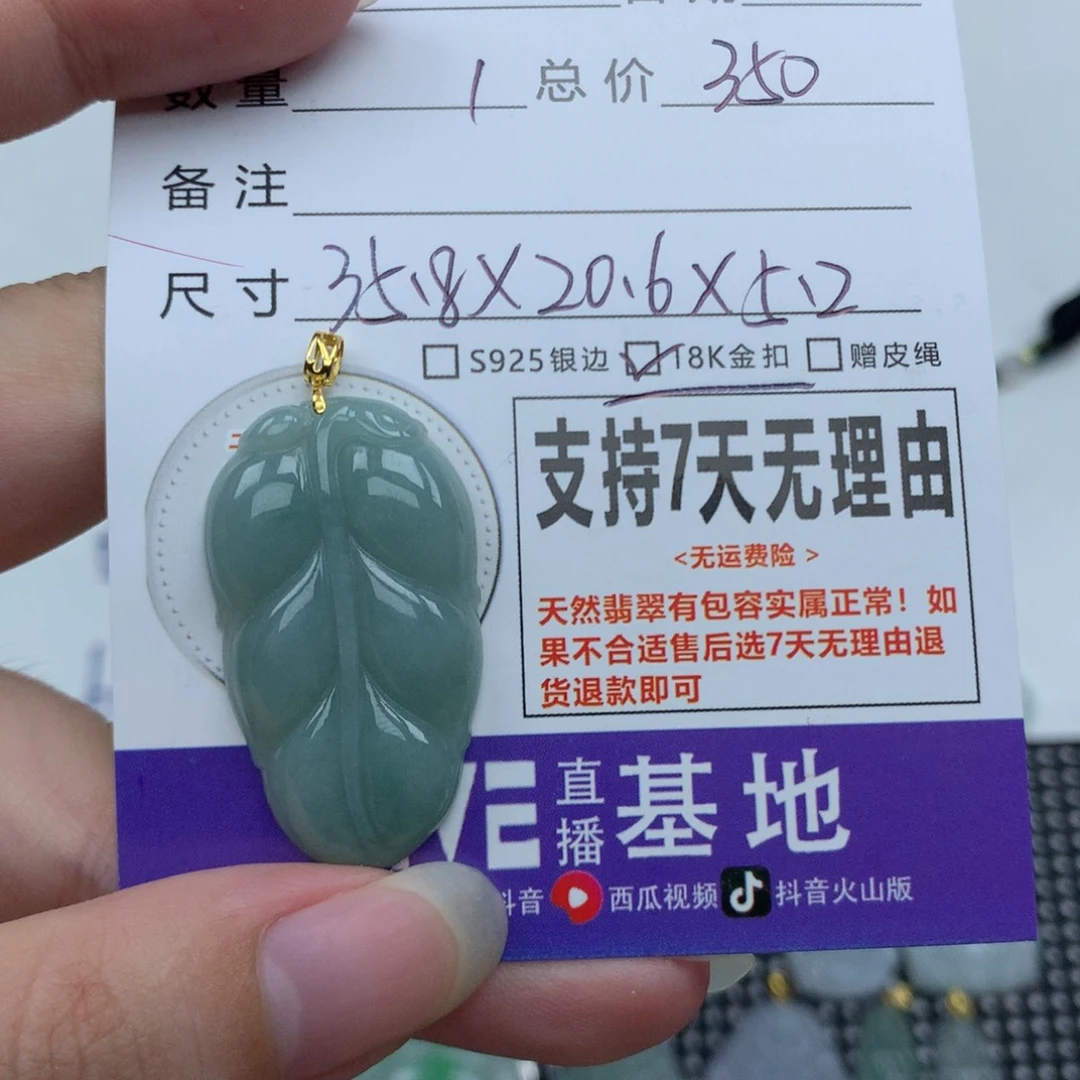 数量 1 总价 350
备注
尺寸 35.8X20.6X5.2
S925银边 18K金扣 赠皮绳
支持7天无理由
<无运费险>
天然翡翠有包容实属正常！如
果不合适售后选7天无理由退
货退款即可
VE 直播 基地
抖音 西瓜视频 抖音火山版